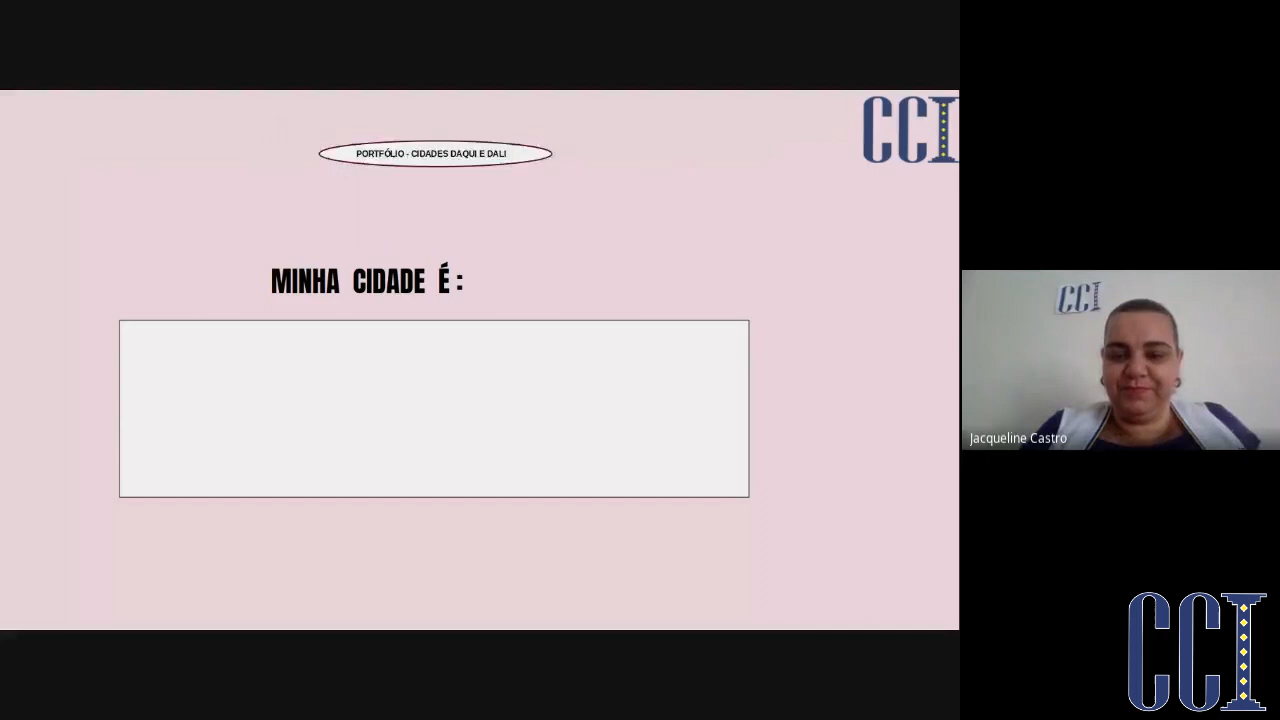 CCI
PORTFÓLIO - CIDADES DAQUI E DALI
MINHA CIDADE É :
CCI
Jacqueline Castro
CCI